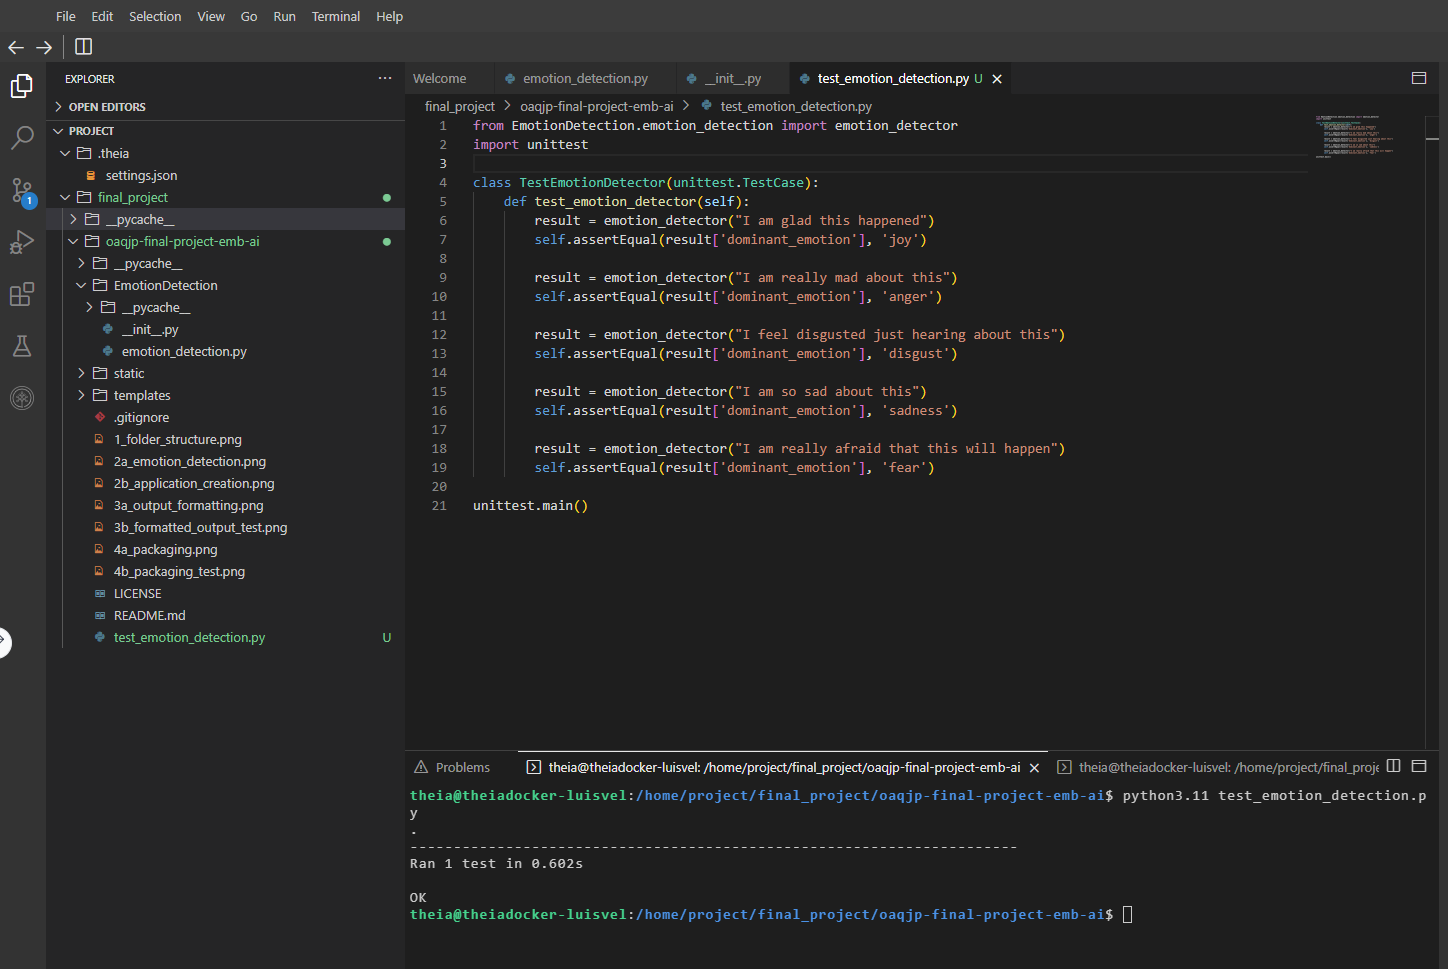 File Edit Selection View Go Run Terminal Help
EXPLORER
OPEN EDITORS
PROJECT
.theia
settings.json
final_project
__pycache__
oaqjp-final-project-emb-ai
__pycache__
EmotionDetection
__pycache__
__init__.py
emotion_detection.py
static
templates
.gitignore
1_folder_structure.png
2a_emotion_detection.png
2b_application_creation.png
3a_output_formatting.png
3b_formatted_output_test.png
4a_packaging.png
4b_packaging_test.png
LICENSE
README.md
test_emotion_detection.py U
1
Welcome emotion_detection.py __init__.py test_emotion_detection.py U
final_project > oaqjp-final-project-emb-ai > test_emotion_detection.py
1 from EmotionDetection.emotion_detection import emotion_detector
2 import unittest
3
4 class TestEmotionDetector(unittest.TestCase):
5     def test_emotion_detector(self):
6         result = emotion_detector("I am glad this happened")
7         self.assertEqual(result['dominant_emotion'], 'joy')
8
9         result = emotion_detector("I am really mad about this")
10         self.assertEqual(result['dominant_emotion'], 'anger')
11
12         result = emotion_detector("I feel disgusted just hearing about this")
13         self.assertEqual(result['dominant_emotion'], 'disgust')
14
15         result = emotion_detector("I am so sad about this")
16         self.assertEqual(result['dominant_emotion'], 'sadness')
17
18         result = emotion_detector("I am really afraid that this will happen")
19         self.assertEqual(result['dominant_emotion'], 'fear')
20
21 unittest.main()
Problems theia@theiadocker-luisvel: /home/project/final_project/oaqjp-final-project-emb-ai theia@theiadocker-luisvel: /home/project/final_proje
theia@theiadocker-luisvel:/home/project/final_project/oaqjp-final-project-emb-ai$ python3.11 test_emotion_detection.p
y
.
----------------------------------------------------------------------
Ran 1 test in 0.602s
OK
theia@theiadocker-luisvel:/home/project/final_project/oaqjp-final-project-emb-ai$